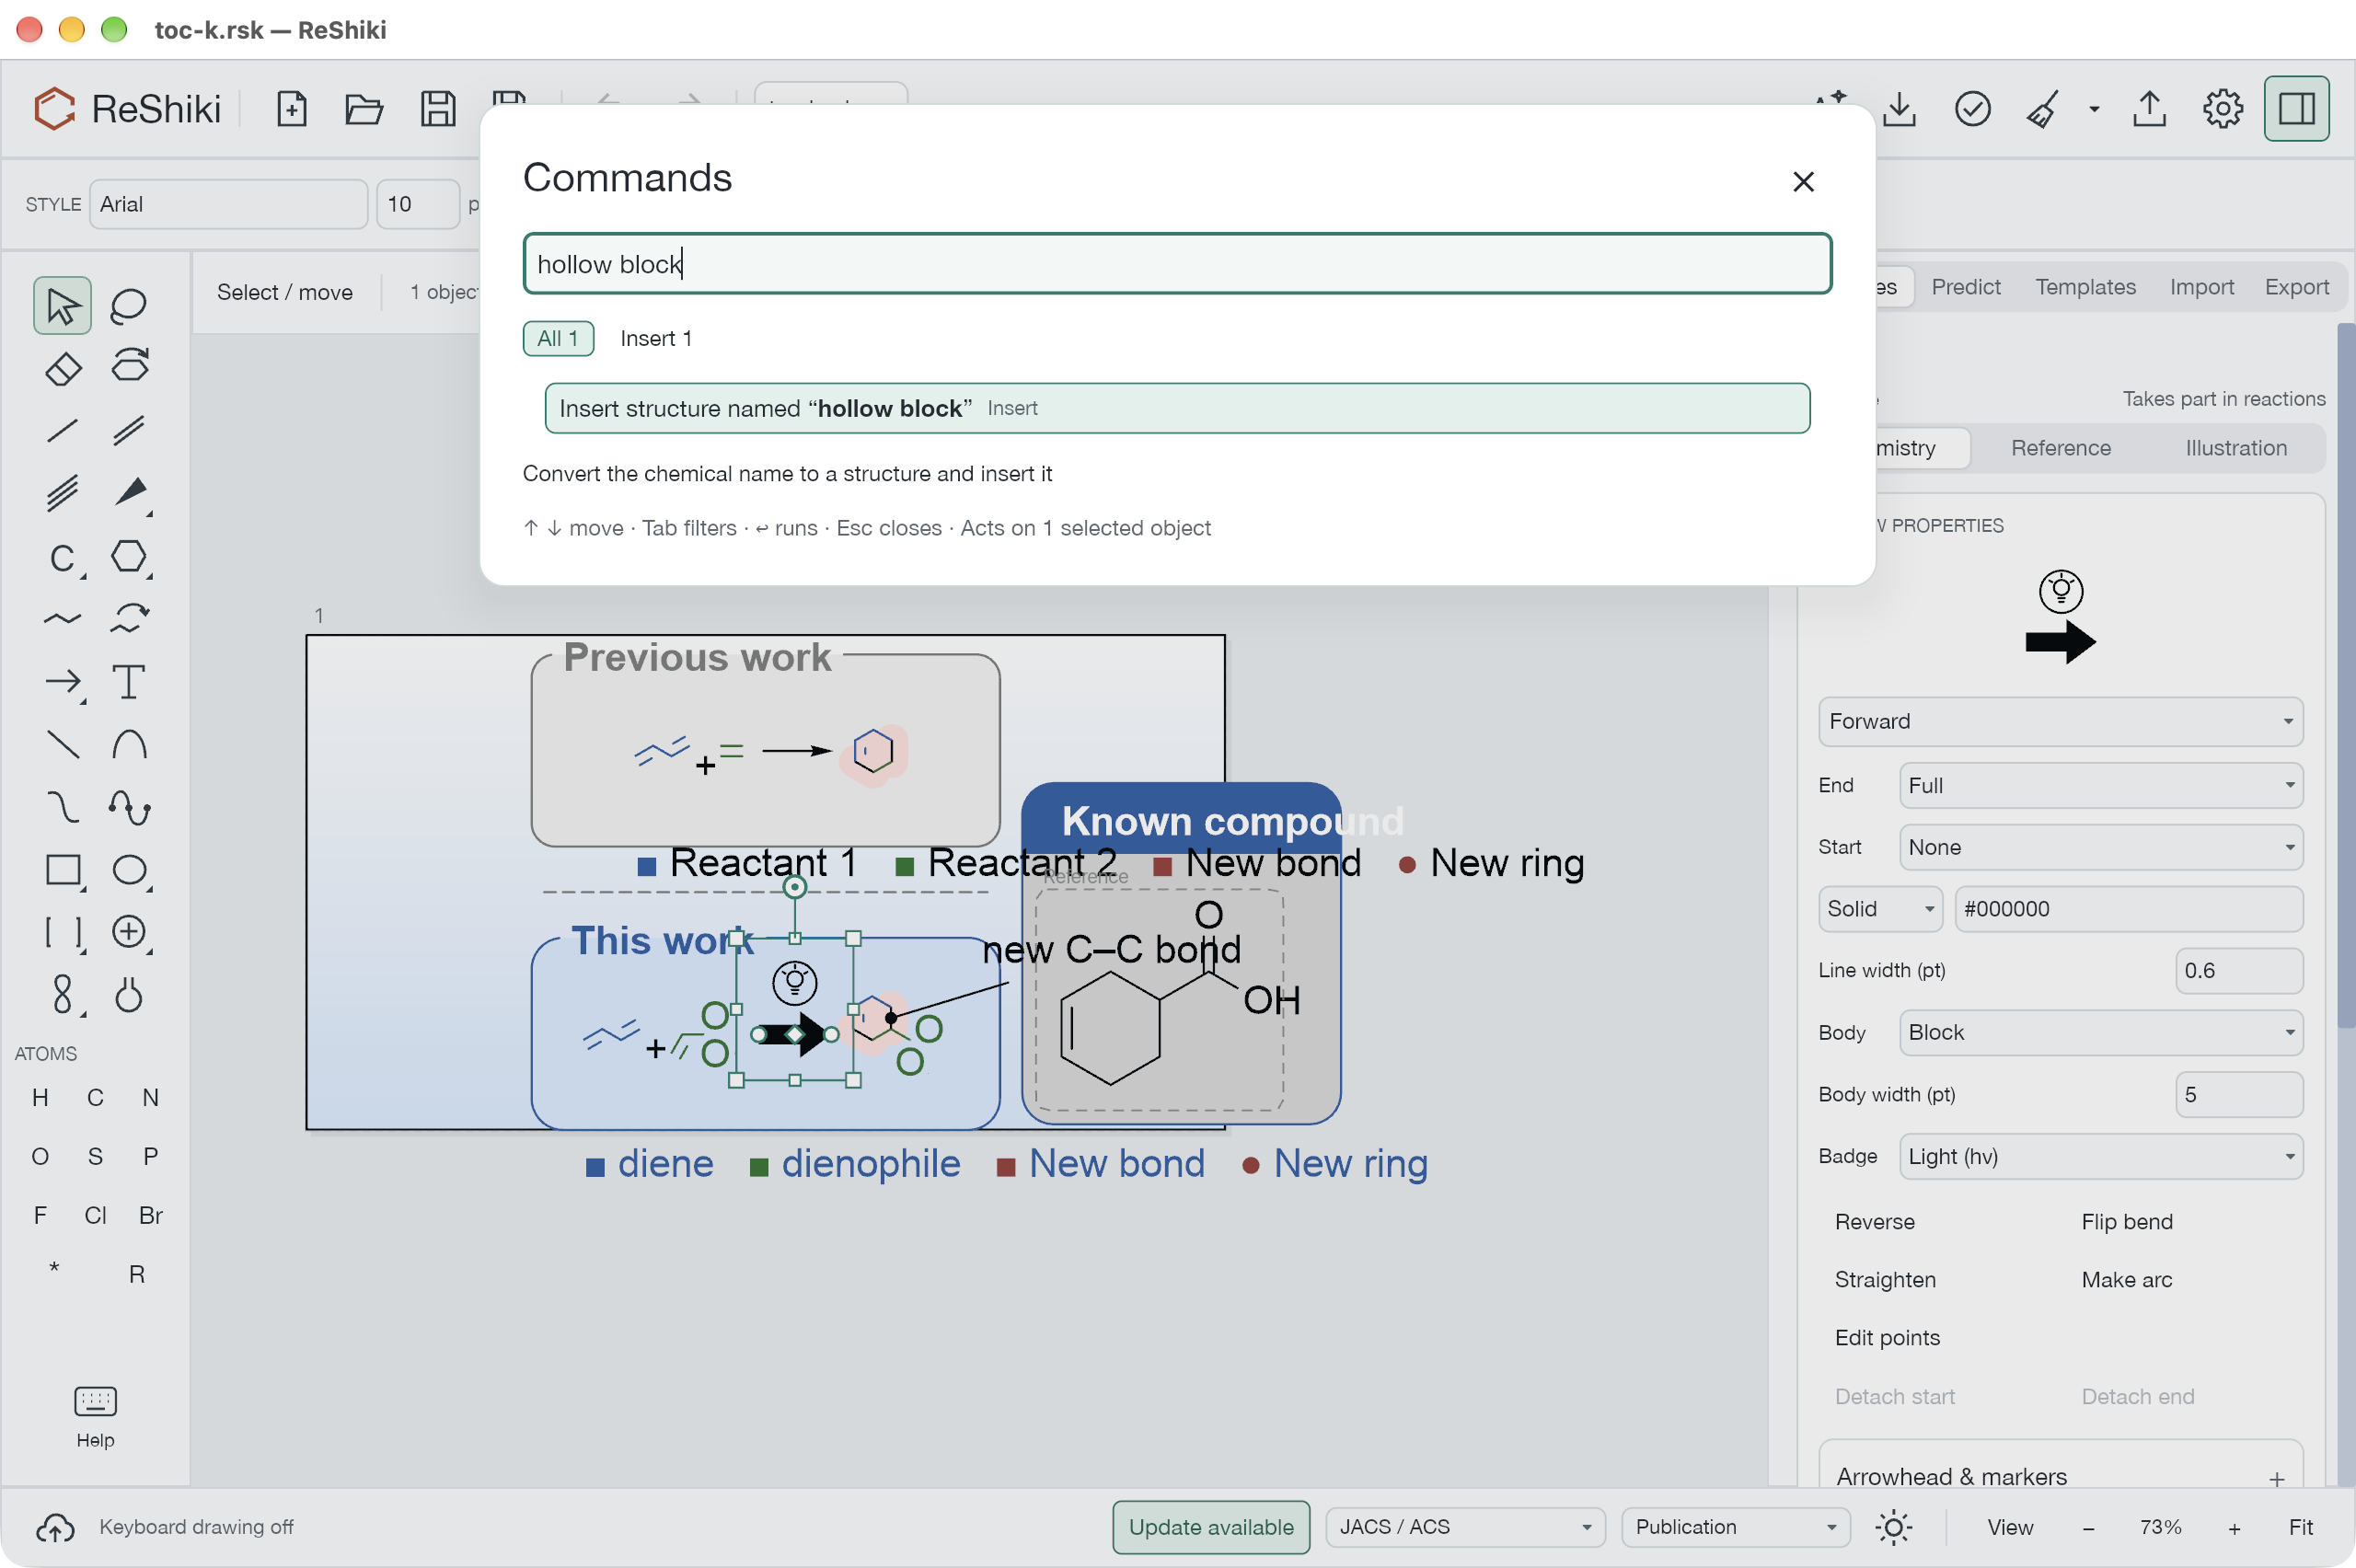 toc-k.rsk — ReShiki
ReShiki
STYLE
Arial
10
Commands
hollow block
All 1
Insert 1
Insert structure named “hollow block” Insert
Convert the chemical name to a structure and insert it
↑ ↓ move · Tab filters · ↩ runs · Esc closes · Acts on 1 selected object
Select / move
Predict
Templates
Import
Export
Takes part in reactions
Reference
Illustration
PROPERTIES
Forward
End
Full
Start
None
Solid
#000000
Line width (pt)
0.6
Body
Block
Body width (pt)
5
Badge
Light (hv)
Reverse
Flip bend
Straighten
Make arc
Edit points
Detach start
Detach end
Arrowhead & markers
+
C
T
[ ]
ATOMS
H C N
O S P
F Cl Br
* R
Help
1
Previous work
+
=
Known compound
Reactant 1
Reactant 2
New bond
New ring
Reference
This work
new C–C bond
O
OH
+
O
O
O
O
diene
dienophile
New bond
New ring
Keyboard drawing off
Update available
JACS / ACS
Publication
View
–
73%
+
Fit